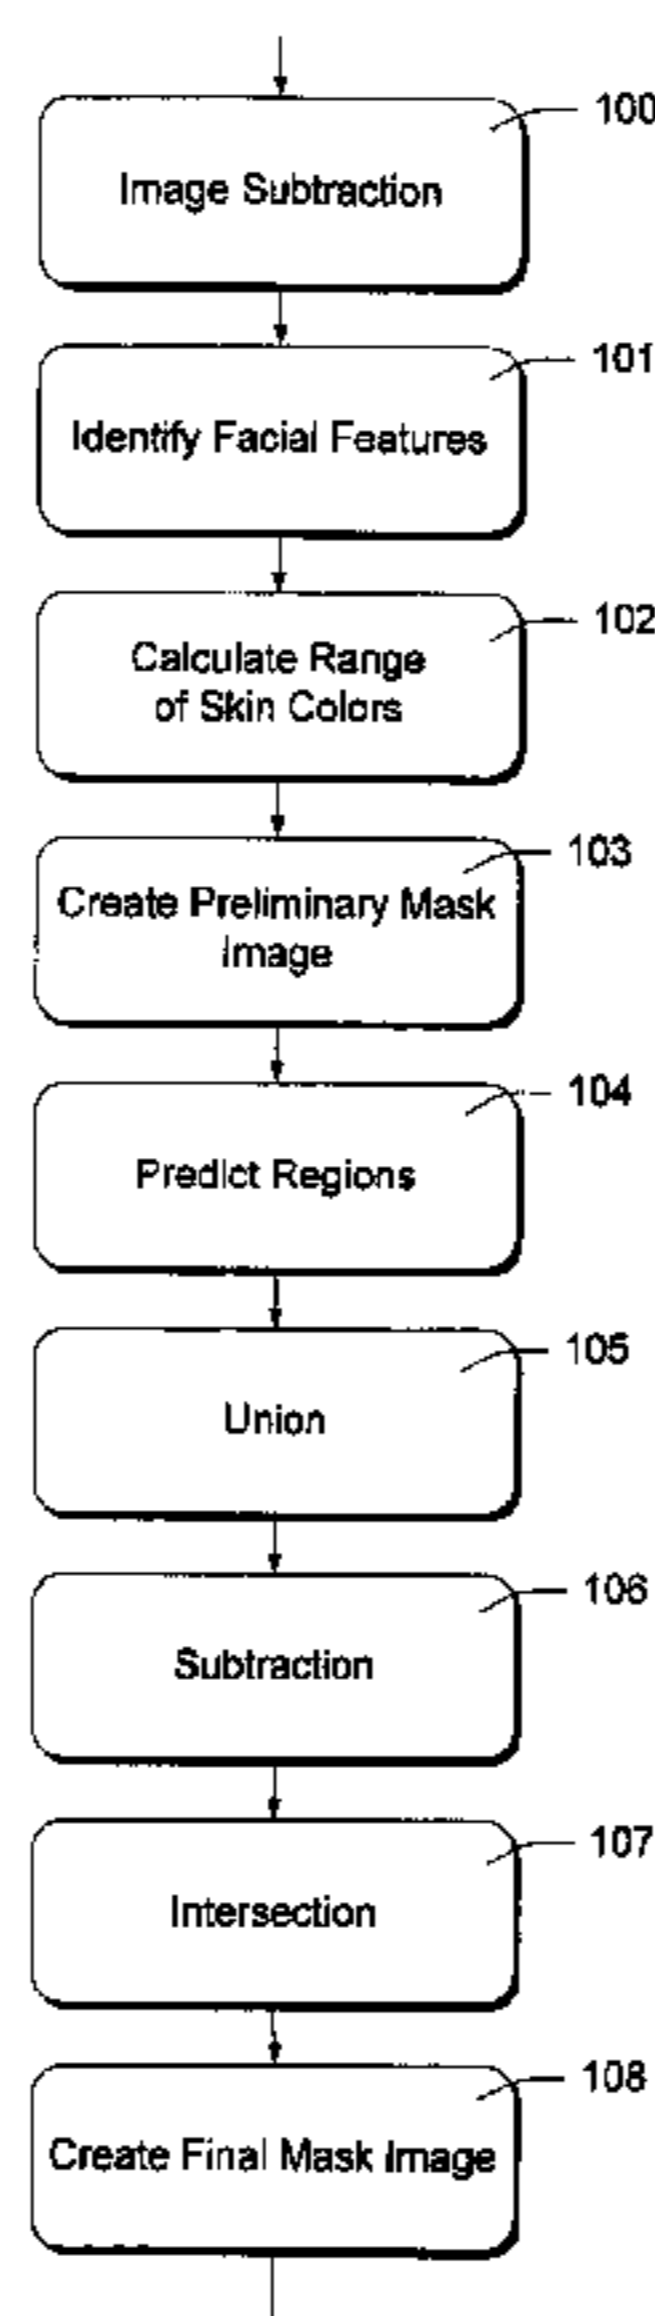 100
Image Subtraction
101
Identify Facial Features
102
Calculate Range
of Skin Colors
103
Create Preliminary Mask
Image
104
Predict Regions
105
Union
106
Subtraction
107
Intersection
108
Create Final Mask Image